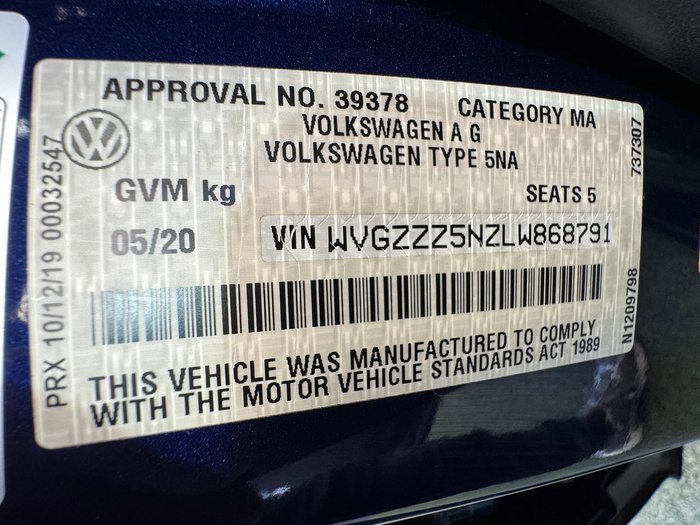 APPROVAL NO. 39378 CATEGORY MA
VOLKSWAGEN A G
VOLKSWAGEN TYPE 5NA
GVM kg SEATS 5
05/20 VIN WVGZZZ5NZLW868791
THIS VEHICLE WAS MANUFACTURED TO COMPLY
WITH THE MOTOR VEHICLE STANDARDS ACT 1989
PRX 10/12/19 00032547
N1209798 737307